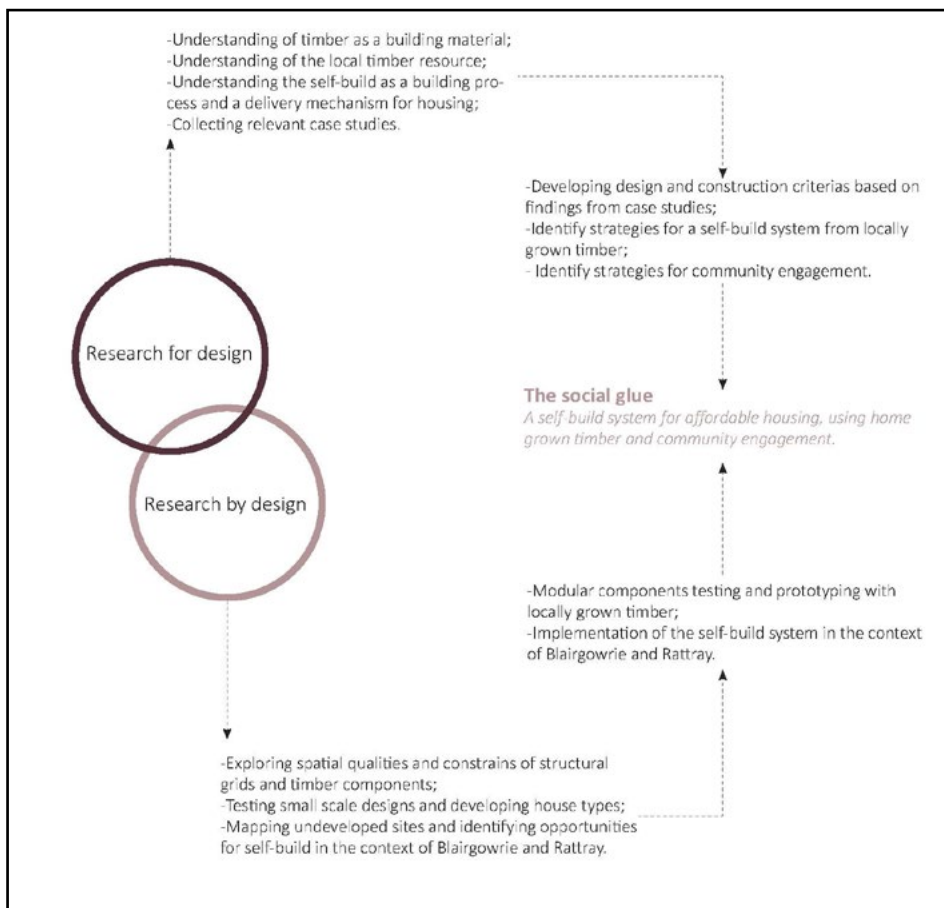 -Understanding of timber as a building material;
-Understanding of the local timber resource;
-Understanding the self-build as a building pro-
cess and a delivery mechanism for housing;
-Collecting relevant case studies.
-Developing design and construction criterias based on
findings from case studies;
-Identify strategies for a self-build system from locally
grown timber;
- Identify strategies for community engagement.
Research for design
The social glue
A self-build system for affordable housing, using home
grown timber and community engagement.
Research by design
-Modular components testing and prototyping with
locally grown timber;
-Implementation of the self-build system in the context
of Blairgowrie and Rattray.
-Exploring spatial qualities and constrains of structural
grids and timber components;
-Testing small scale designs and developing house types;
-Mapping undeveloped sites and identifying opportunities
for self-build in the context of Blairgowrie and Rattray.